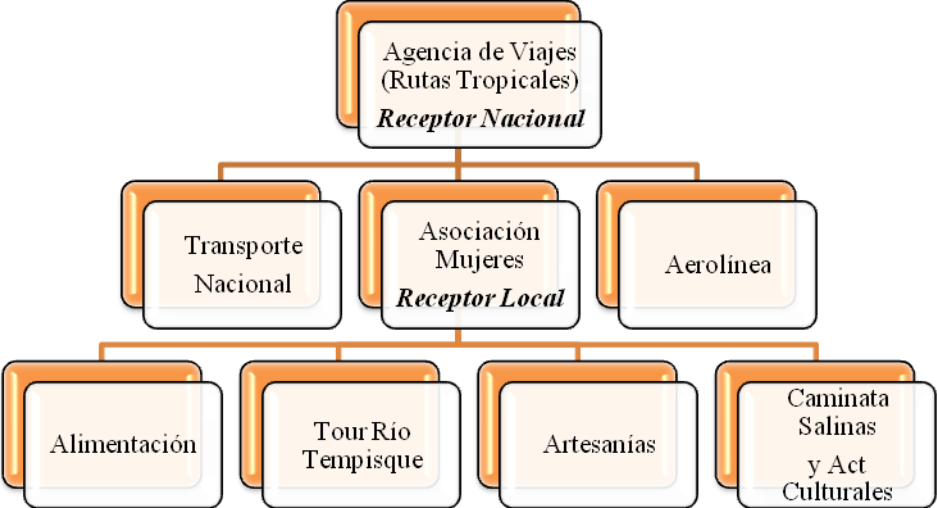 Agencia de Viajes
(Rutas Tropicales)
Receptor Nacional
Transporte
Nacional
Asociación
Mujeres
Receptor Local
Aerolínea
Alimentación
Tour Río
Tempisque
Artesanías
Caminata
Salinas
y Act
Culturales